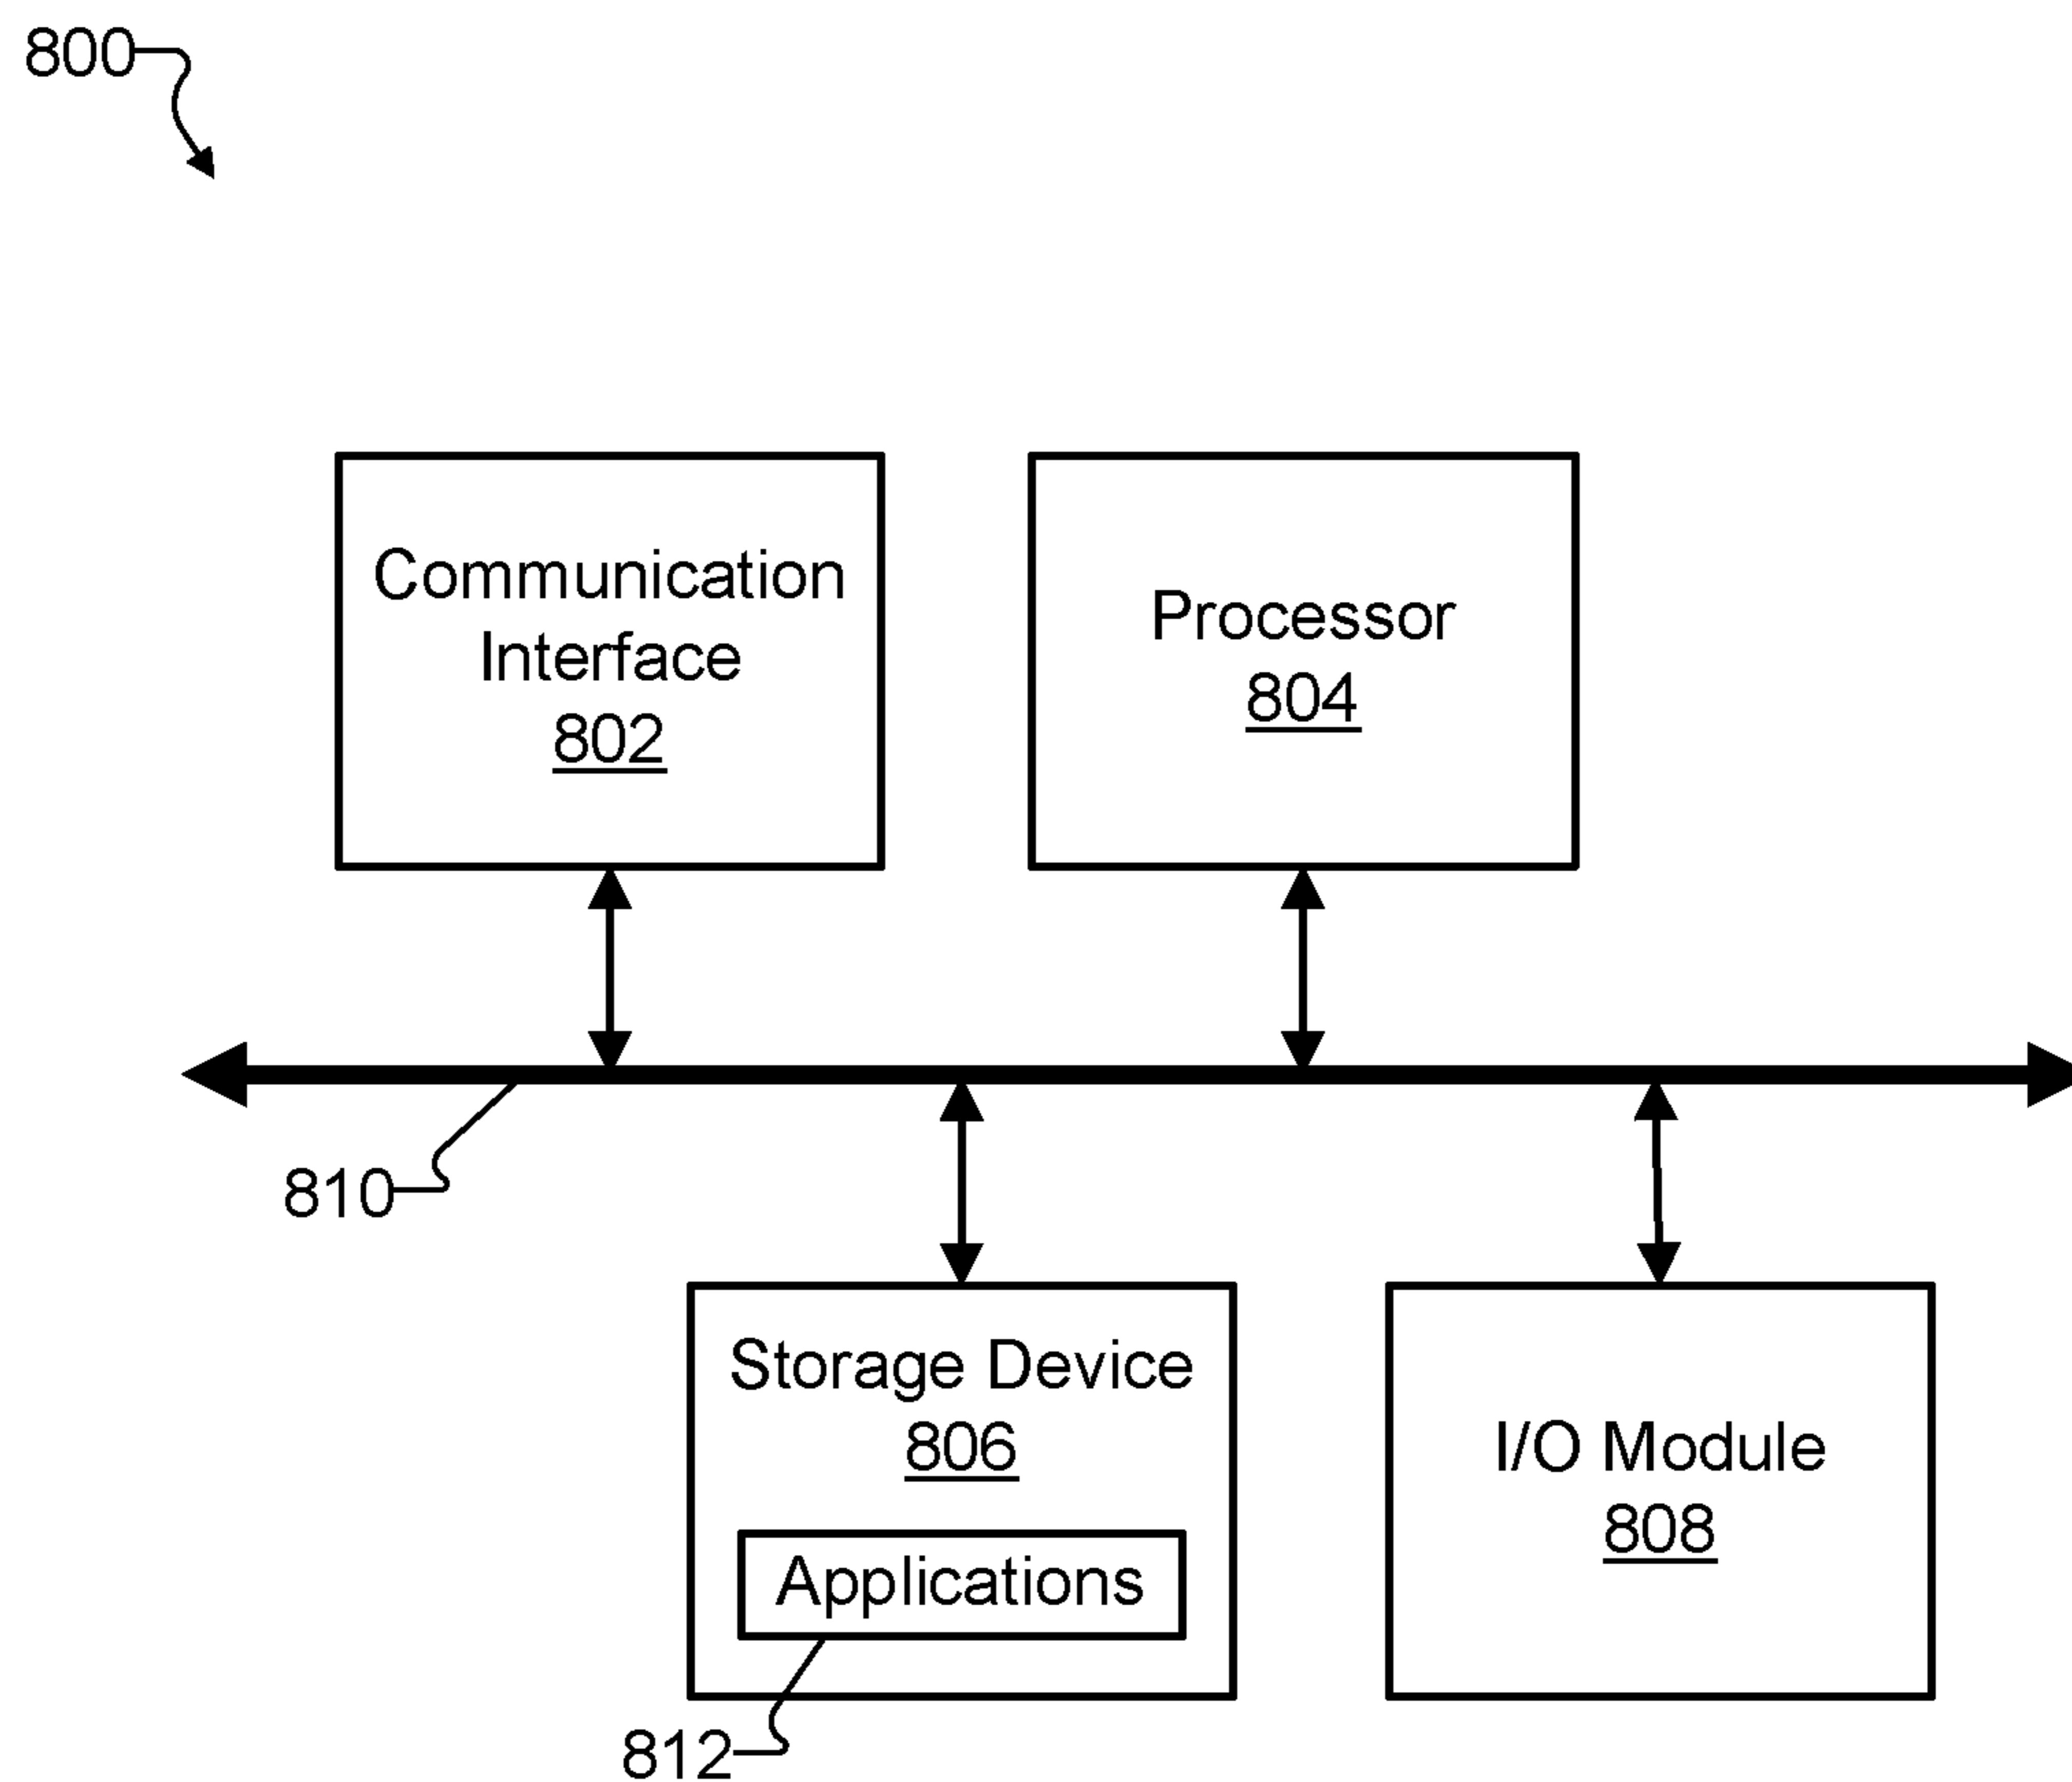 800
Communication
Interface
802
Processor
804
810
Storage Device
806
Applications
812
I/O Module
808